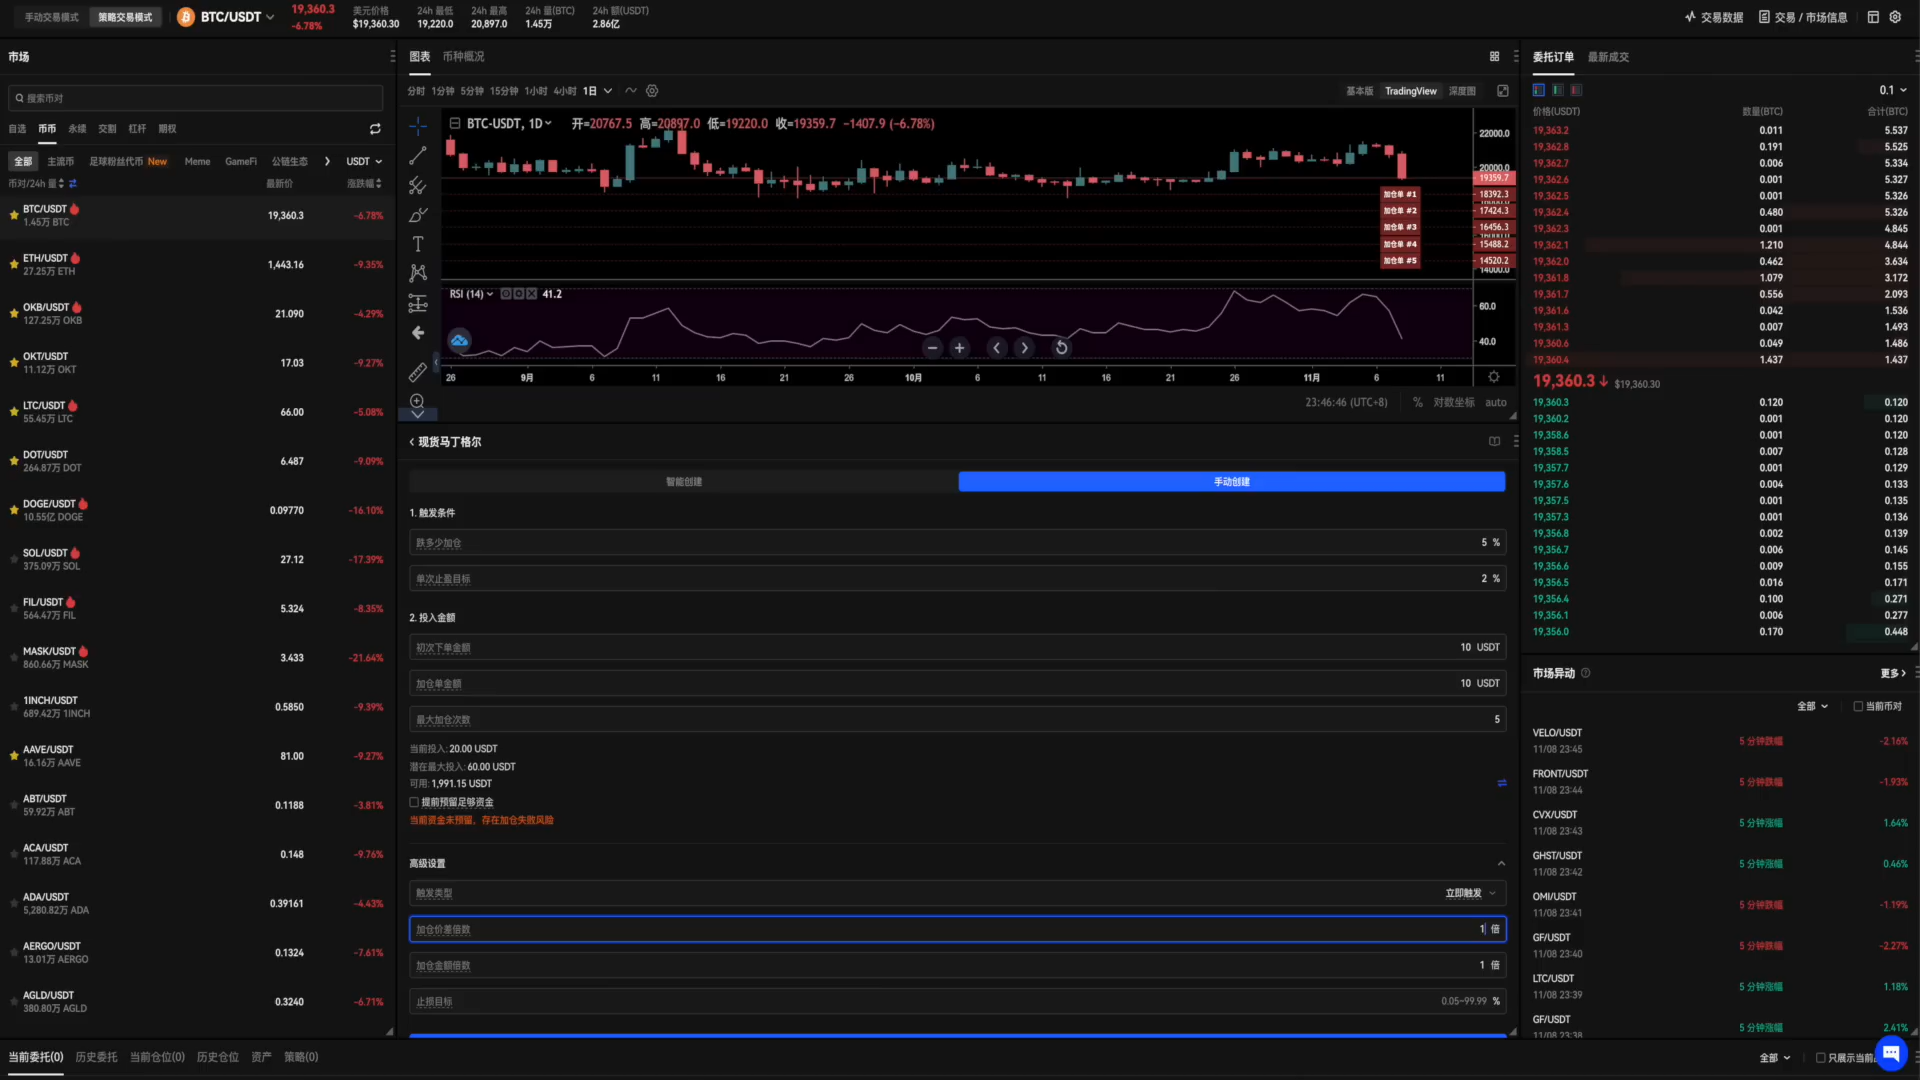 手动交易模式 策略交易模式 BTC/USDT 19,360.3 -6.78% 美元价格 $19,360.30 24h 最低 19,220.0 24h 最高 20,897.0 24h 量(BTC) 1.45万 24h 额(USDT) 2.86亿 交易数据 交易 / 市场信息
市场
搜索币对
自选 币币 永续 交割 杠杆 期权
全部 主流币 足球粉丝代币 New Meme GameFi 公链生态 USDT
币对/24h 量 最新价 涨跌幅
BTC/USDT 19,360.3 -6.78%
1.45万 BTC
ETH/USDT 1,443.16 -9.35%
27.25万 ETH
OKB/USDT 21.090 -4.29%
127.25万 OKB
OKT/USDT 17.03 -9.27%
11.12万 OKT
LTC/USDT 66.00 -5.08%
55.45万 LTC
DOT/USDT 6.487 -9.09%
264.87万 DOT
DOGE/USDT 0.09770 -16.10%
10.55亿 DOGE
SOL/USDT 27.12 -17.39%
375.09万 SOL
FIL/USDT 5.324 -8.35%
564.47万 FIL
MASK/USDT 3.433 -21.64%
860.66万 MASK
1INCH/USDT 0.5850 -9.39%
689.42万 1INCH
AAVE/USDT 81.00 -9.27%
16.16万 AAVE
ABT/USDT 0.1188 -3.81%
59.92万 ABT
ACA/USDT 0.148 -9.76%
117.88万 ACA
ADA/USDT 0.39161 -4.43%
5,280.82万 ADA
AERGO/USDT 0.1324 -7.61%
13.01万 AERGO
AGLD/USDT 0.3240 -6.71%
380.80万 AGLD
图表 币种概况
分时 1分钟 5分钟 15分钟 1小时 4小时 1日 基本版 TradingView 深度图
BTC-USDT, 1D 开=20767.5 高=20897.0 低=19220.0 收=19359.7 -1407.9 (-6.78%)
22000.0
20000.0
19359.7
加仓单 #1 18392.3
加仓单 #2 17424.3
加仓单 #3 16456.3
加仓单 #4 15488.2
加仓单 #5 14520.2
14000.0
RSI (14) 41.2
60.0
40.0
26 9月 6 11 16 21 26 10月 6 11 16 21 26 11月 6 11
23:46:46 (UTC+8) % 对数坐标 auto
现货马丁格尔
智能创建 手动创建
1. 触发条件
跌多少加仓 5 %
单次止盈目标 2 %
2. 投入金额
初次下单金额 10 USDT
加仓单金额 10 USDT
最大加仓次数 5
当前投入: 20.00 USDT
潜在最大投入: 60.00 USDT
可用: 1,991.15 USDT
提前预留足够资金
当前资金未预留，存在加仓失败风险
高级设置
触发类型 立即触发
加仓价差倍数 1 倍
加仓金额倍数 1 倍
止损目标 0.05~99.99 %
委托订单 最新成交
0.1
价格(USDT) 数量(BTC) 合计(BTC)
19,363.2 0.011 5.537
19,362.8 0.191 5.525
19,362.7 0.006 5.334
19,362.6 0.001 5.327
19,362.5 0.001 5.326
19,362.4 0.480 5.326
19,362.3 0.001 4.845
19,362.1 1.210 4.844
19,362.0 0.462 3.634
19,361.8 1.079 3.172
19,361.7 0.556 2.093
19,361.6 0.042 1.536
19,361.3 0.007 1.493
19,360.6 0.049 1.486
19,360.4 1.437 1.437
19,360.3 $19,360.30
19,360.3 0.120 0.120
19,360.2 0.001 0.120
19,358.6 0.001 0.120
19,358.5 0.007 0.128
19,357.7 0.001 0.129
19,357.6 0.004 0.133
19,357.5 0.001 0.135
19,357.3 0.001 0.136
19,356.8 0.002 0.139
19,356.7 0.006 0.145
19,356.6 0.009 0.155
19,356.5 0.016 0.171
19,356.4 0.100 0.271
19,356.1 0.006 0.277
19,356.0 0.170 0.448
市场异动 更多
全部 当前币对
VELO/USDT 5 分钟跌幅 -2.16%
11/08 23:45
FRONT/USDT 5 分钟跌幅 -1.93%
11/08 23:44
CVX/USDT 5 分钟涨幅 1.64%
11/08 23:43
GHST/USDT 5 分钟涨幅 0.46%
11/08 23:42
OMI/USDT 5 分钟跌幅 -1.19%
11/08 23:41
GF/USDT 5 分钟跌幅 -2.27%
11/08 23:40
LTC/USDT 5 分钟涨幅 1.18%
11/08 23:39
GF/USDT 5 分钟涨幅 2.41%
11/08 23:38
当前委托(0) 历史委托 当前仓位(0) 历史仓位 资产 策略(0) 全部 只展示当前